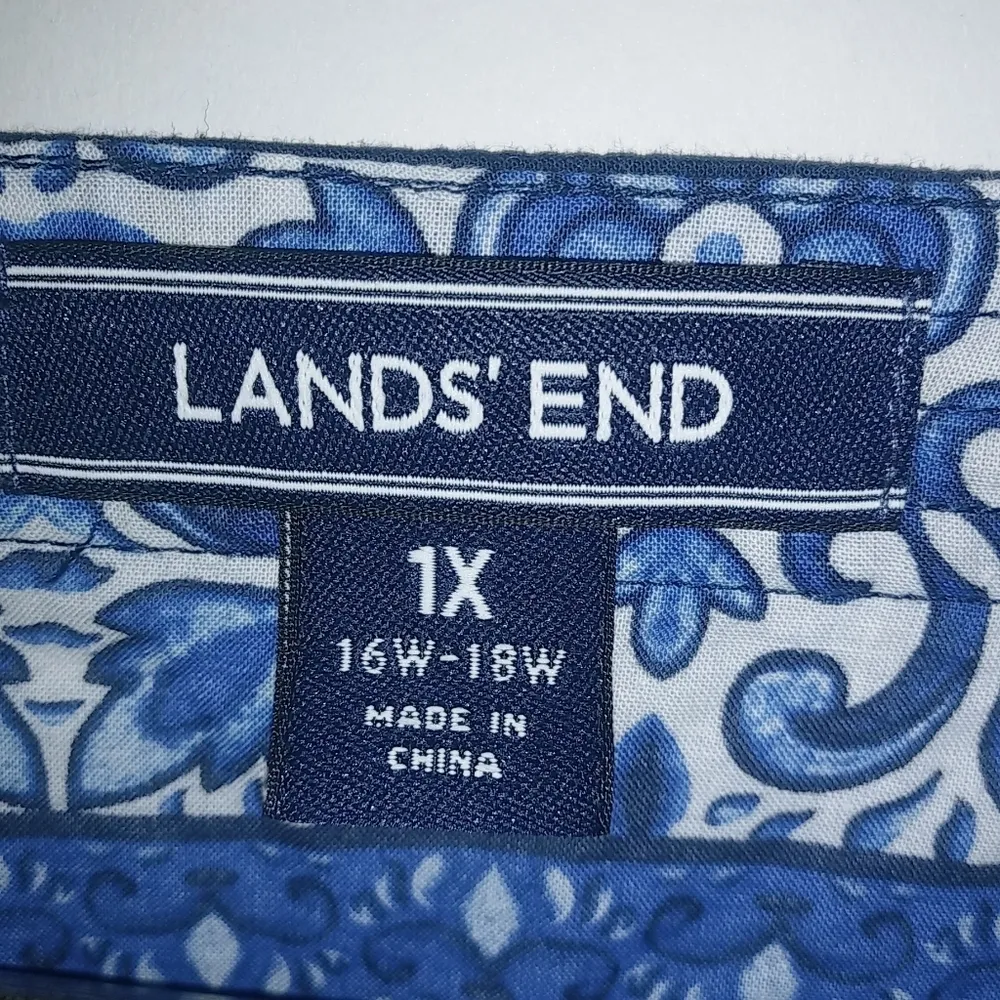 LANDS' END
1X
16W-18W
MADE IN
CHINA